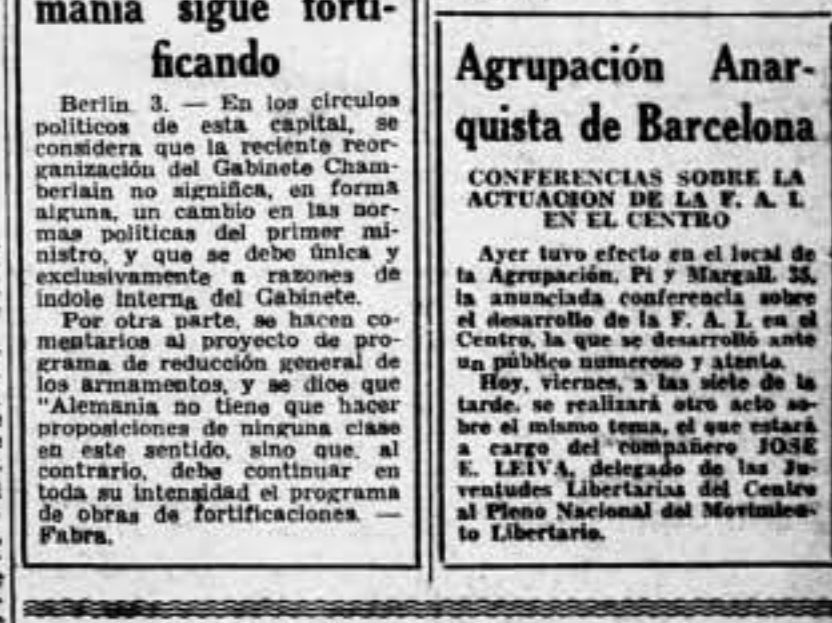 mania sigue forti-
ficando
Berlin 3. — En los circulos
politicos de esta capital, se
considera que la reciente reor-
ganización del Gabinete Cham-
berlain no significa, en forma
alguna, un cambio en las nor-
mas politicas del primer mi-
nistro, y que se debe única y
exclusivamente a razones de
indole interna del Gabinete.
Por otra parte, se hacen co-
mentarios al proyecto de pro-
grama de reducción general de
los armamentos, y se dice que
"Alemania no tiene que hacer
proposiciones de ninguna clase
en este sentido, sino que, al
contrario, debe continuar en
toda su intensidad el programa
de obras de fortificaciones. —
Fabra.
Agrupación Anar-
quista de Barcelona
CONFERENCIAS SOBRE LA
ACTUACION DE LA F. A. I.
EN EL CENTRO
Ayer tuvo efecto en el local de
la Agrupación, Pi y Margall, 35,
la anunciada conferencia sobre
el desarrollo de la F. A. I. en el
Centro, la que se desarrolló ante
un público numeroso y atento.
Hoy, viernes, a las siete de la
tarde, se realizará otro acto so-
bre el mismo tema, el que estará
a cargo del compañero JOSE
E. LEIVA, delegado de las Ju-
ventudes Libertarias del Centro
al Pleno Nacional del Movimien-
to Libertario.